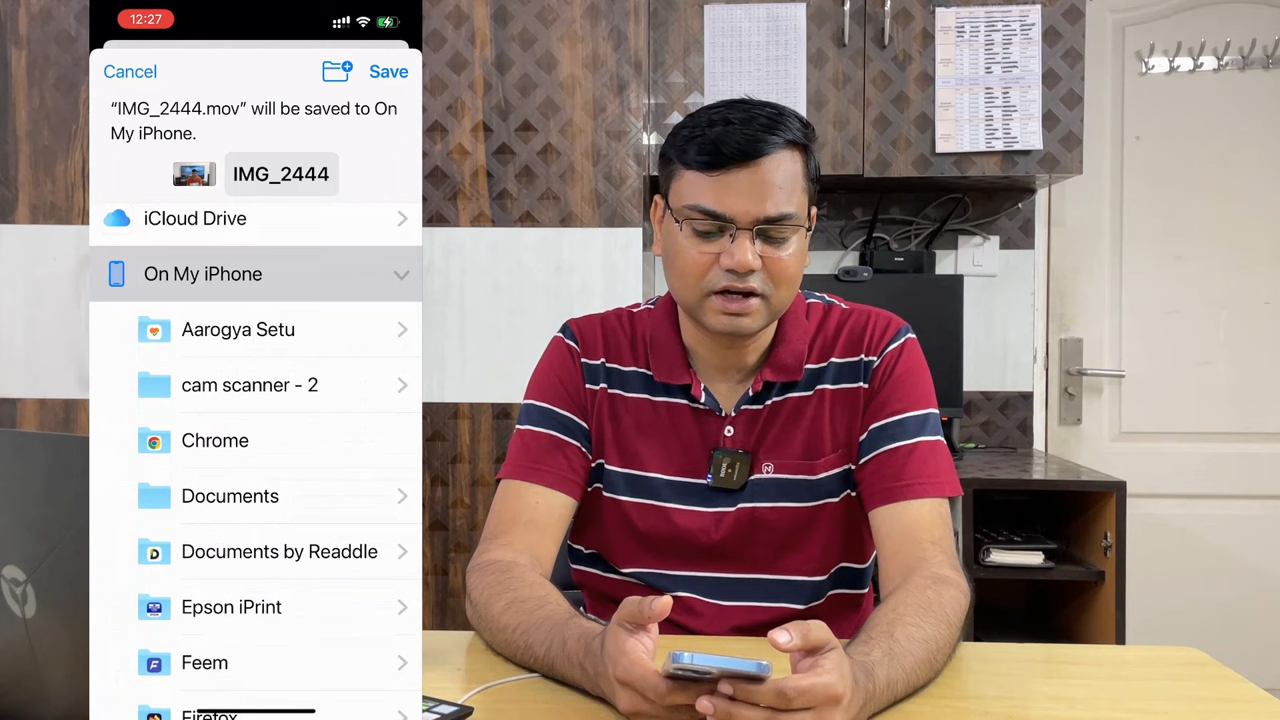 12:27
Cancel
Save
“IMG_2444.mov” will be saved to On
My iPhone.
IMG_2444
iCloud Drive
On My iPhone
Aarogya Setu
cam scanner - 2
Chrome
Documents
Documents by Readdle
Epson iPrint
Feem
Firefox